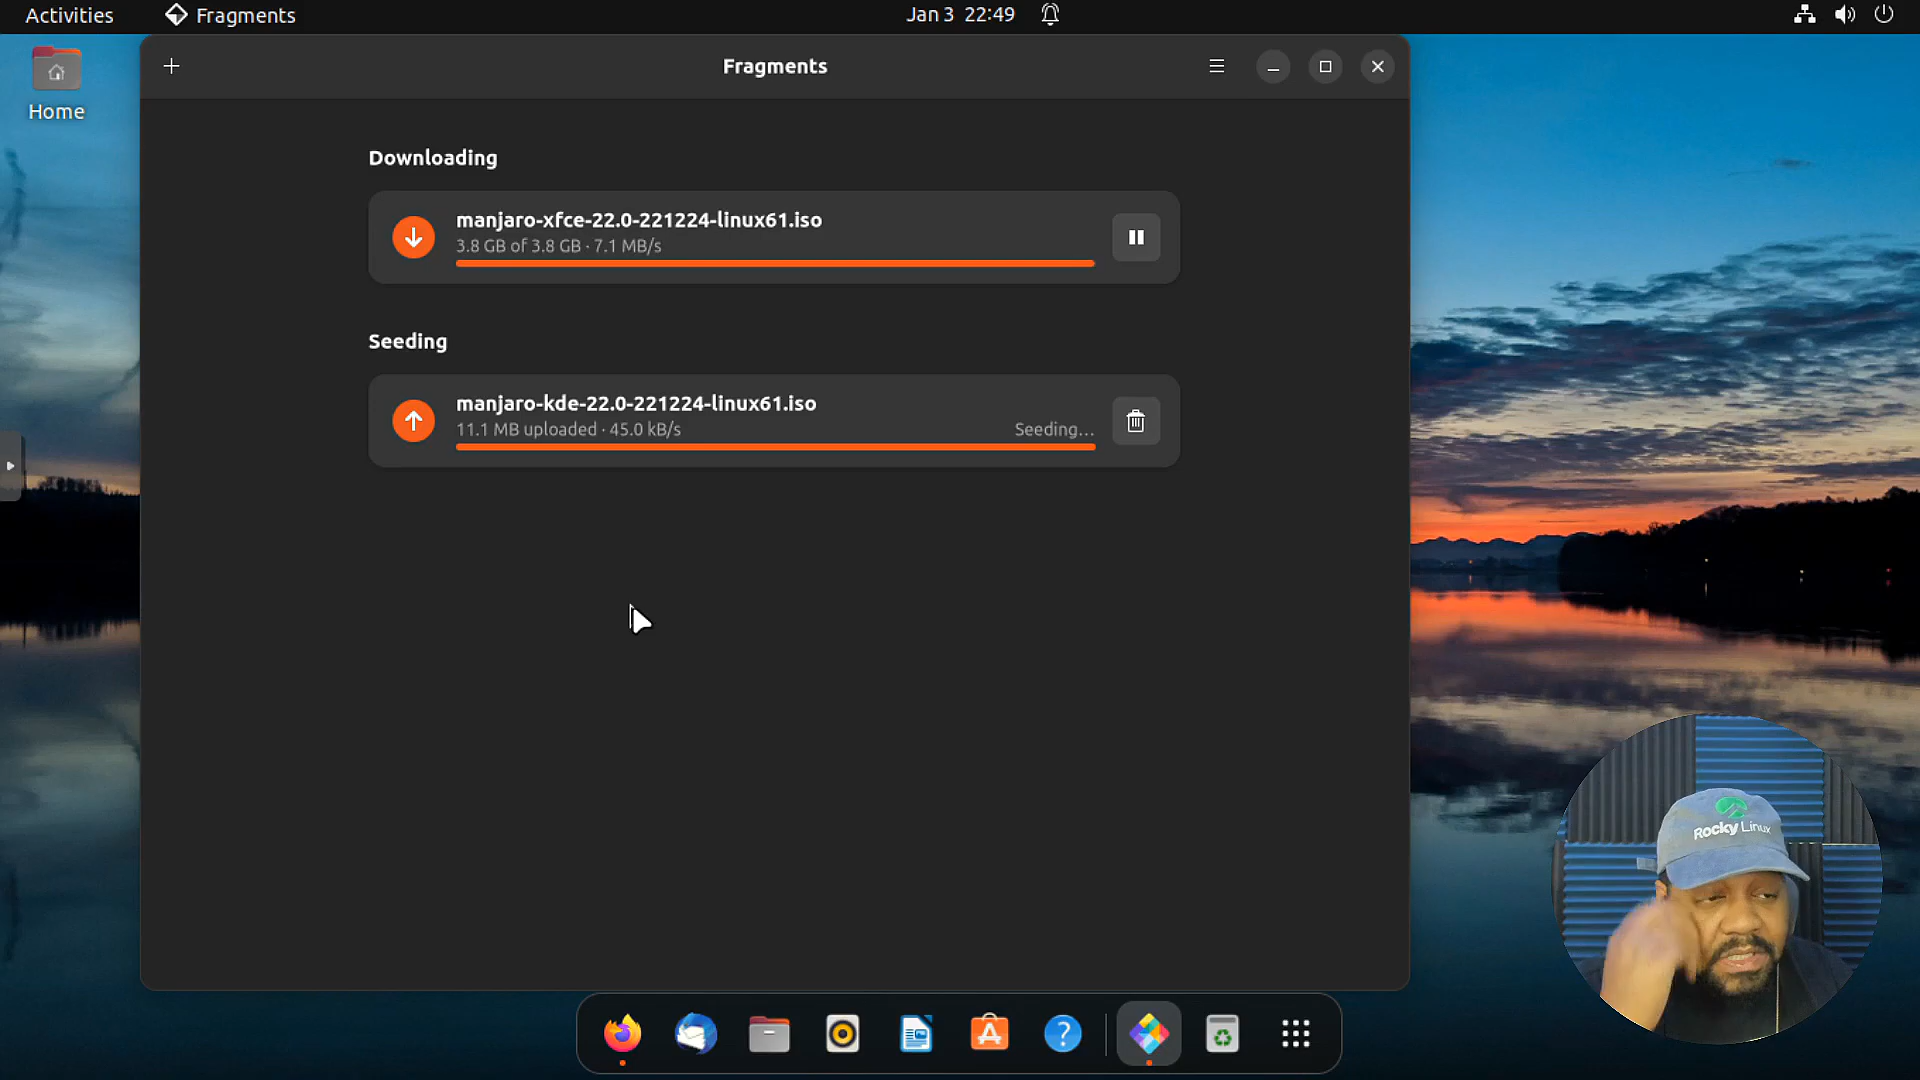 Activities
Fragments
Jan 3 22:49
Home
Fragments
Downloading
manjaro-xfce-22.0-221224-linux61.iso
3.8 GB of 3.8 GB · 7.1 MB/s
Seeding
manjaro-kde-22.0-221224-linux61.iso
11.1 MB uploaded · 45.0 kB/s
Seeding...
Rocky Linux
?